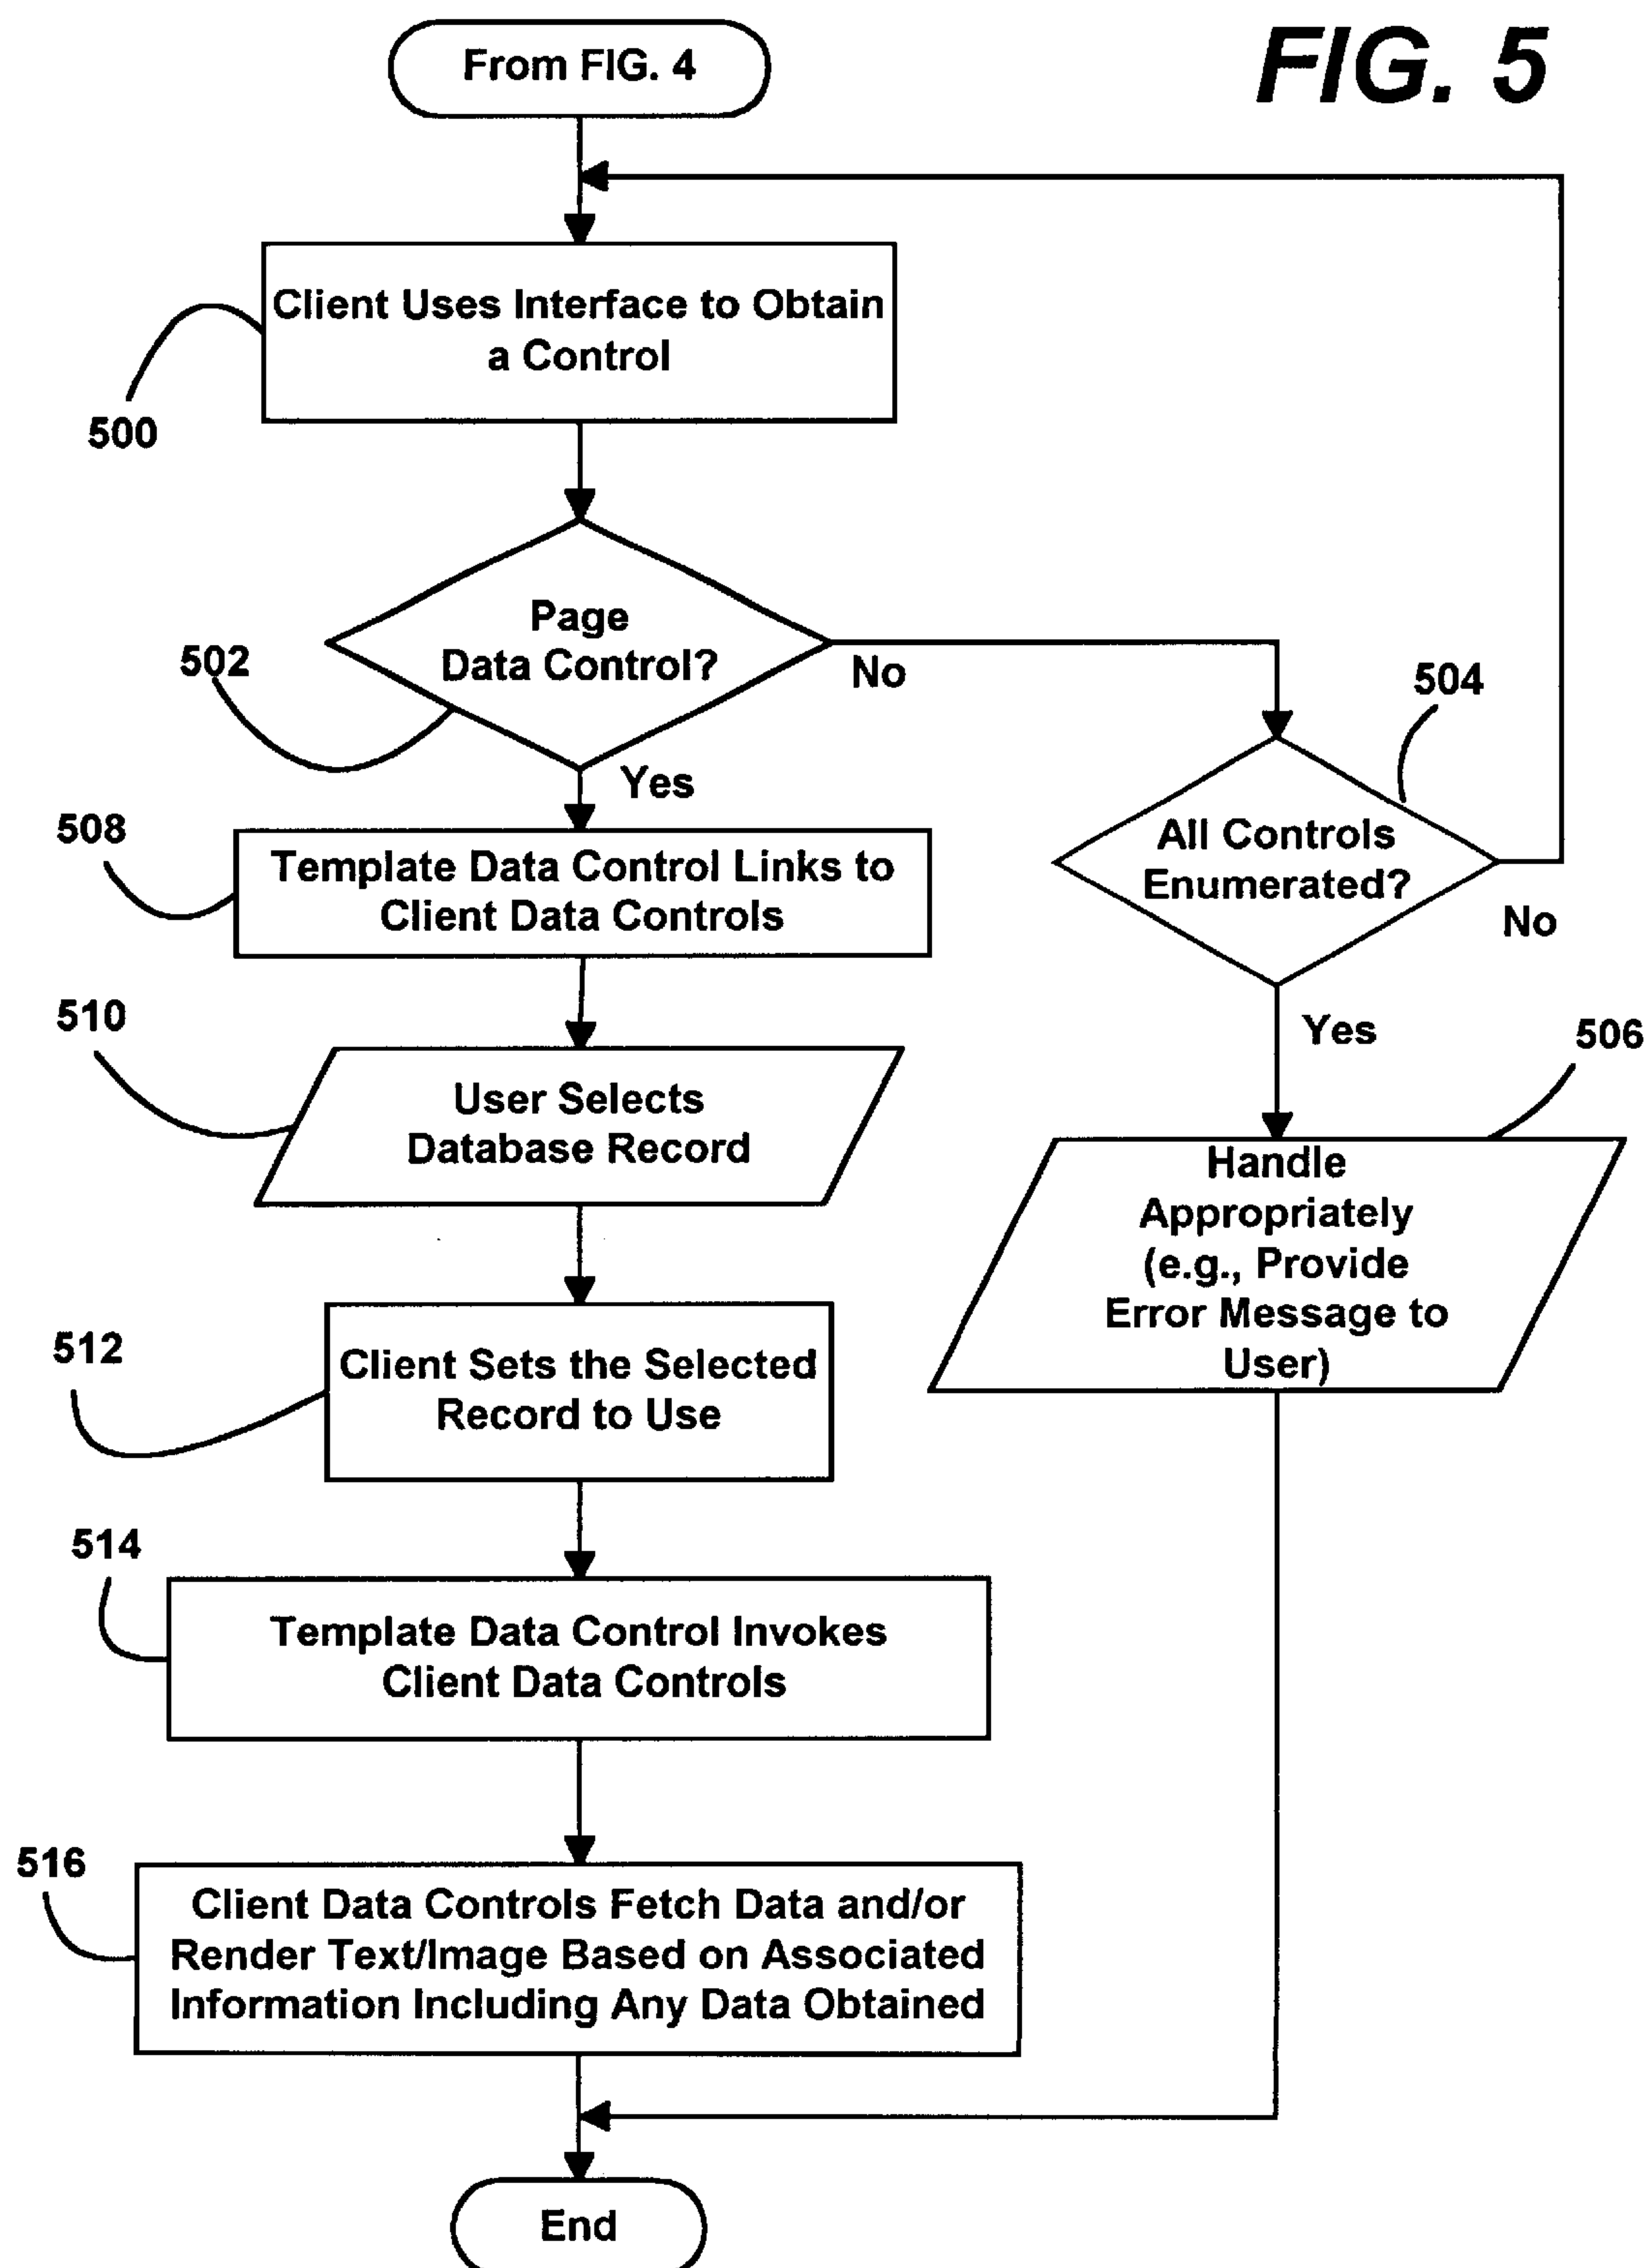 FIG. 5
From FIG. 4
Client Uses Interface to Obtain
a Control
500
Page
Data Control?
502
No
Yes
504
All Controls
Enumerated?
No
Yes
508
Template Data Control Links to
Client Data Controls
510
User Selects
Database Record
506
Handle
Appropriately
(e.g., Provide
Error Message to
User)
512
Client Sets the Selected
Record to Use
514
Template Data Control Invokes
Client Data Controls
516
Client Data Controls Fetch Data and/or
Render Text/Image Based on Associated
Information Including Any Data Obtained
End